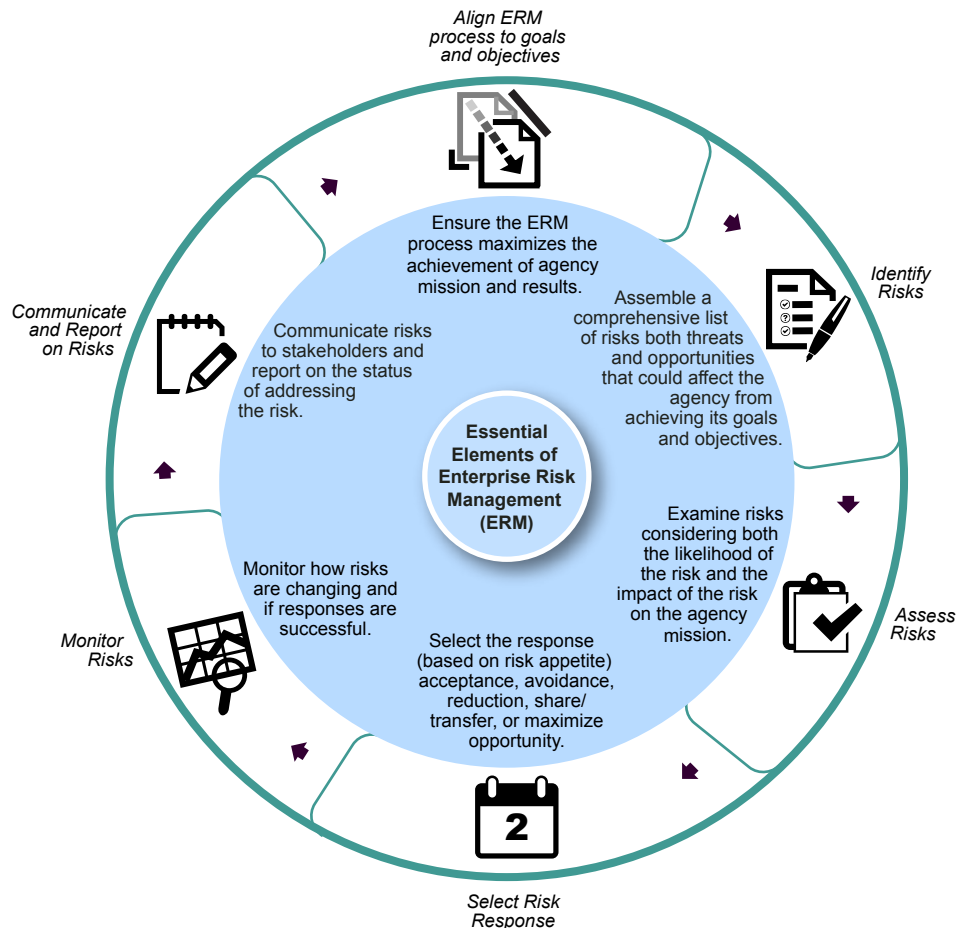 Align ERM
process to goals
and objectives
Ensure the ERM
process maximizes the
achievement of agency
mission and results.
Identify
Risks
Assemble a
comprehensive list
of risks both threats
and opportunities
that could affect the
agency from
achieving its goals
and objectives.
Assess
Risks
Examine risks
considering both
the likelihood of
the risk and the
impact of the risk
on the agency
mission.
Select the response
(based on risk appetite)
acceptance, avoidance,
reduction, share/
transfer, or maximize
opportunity.
2
Select Risk
Response
Monitor
Risks
Monitor how risks
are changing and
if responses are
successful.
Communicate
and Report
on Risks
Communicate risks
to stakeholders and
report on the status
of addressing
the risk.
Essential
Elements of
Enterprise Risk
Management
(ERM)